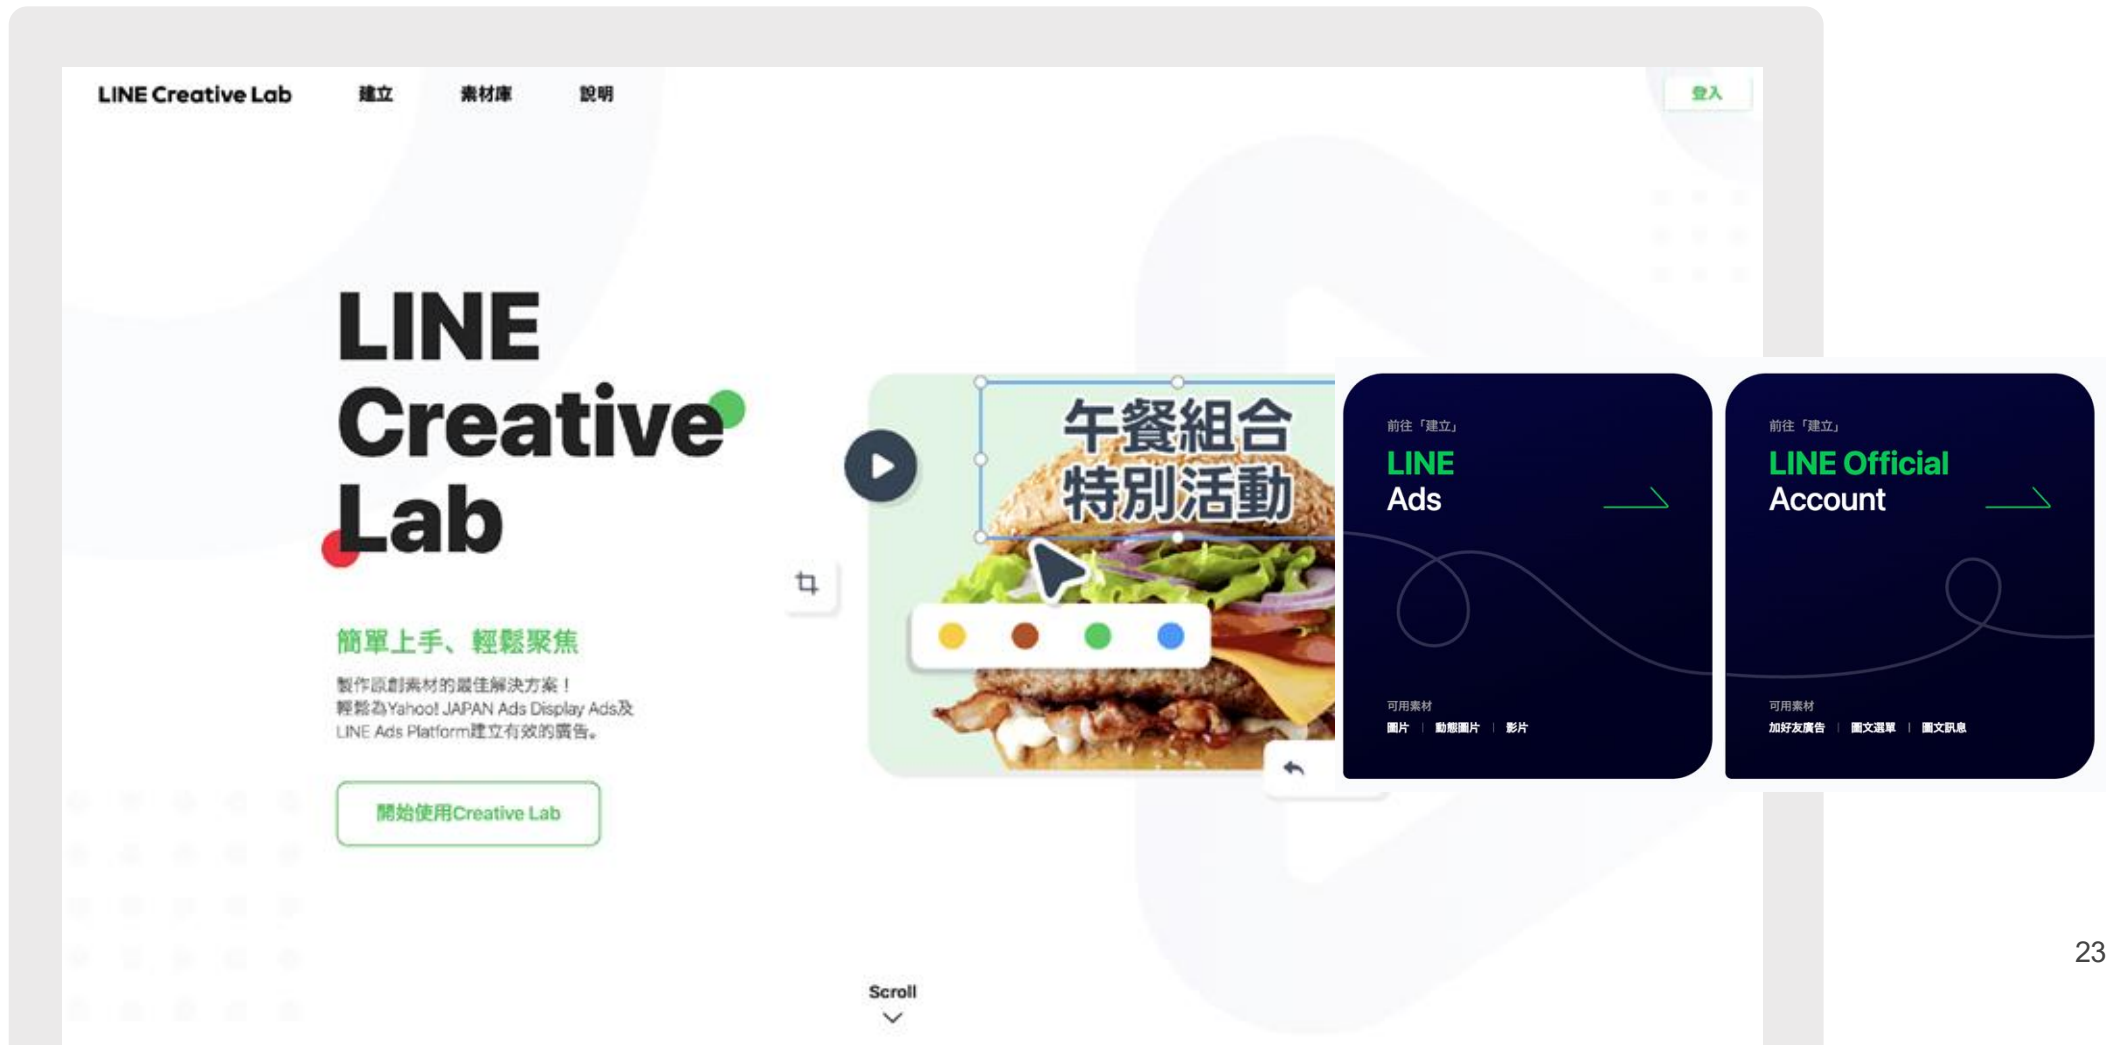 LINE Creative Lab
建立
素材庫
說明
登入
LINE
Creative
Lab
簡單上手、輕鬆聚焦
製作原創素材的最佳解決方案！
輕鬆為Yahoo! JAPAN Ads Display Ads及
LINE Ads Platform建立有效的廣告。
開始使用Creative Lab
午餐組合
特別活動
前往「建立」
LINE
Ads
可用素材
圖片 | 動態圖片 | 影片
前往「建立」
LINE Official
Account
可用素材
加好友廣告 | 圖文選單 | 圖文訊息
Scroll
23